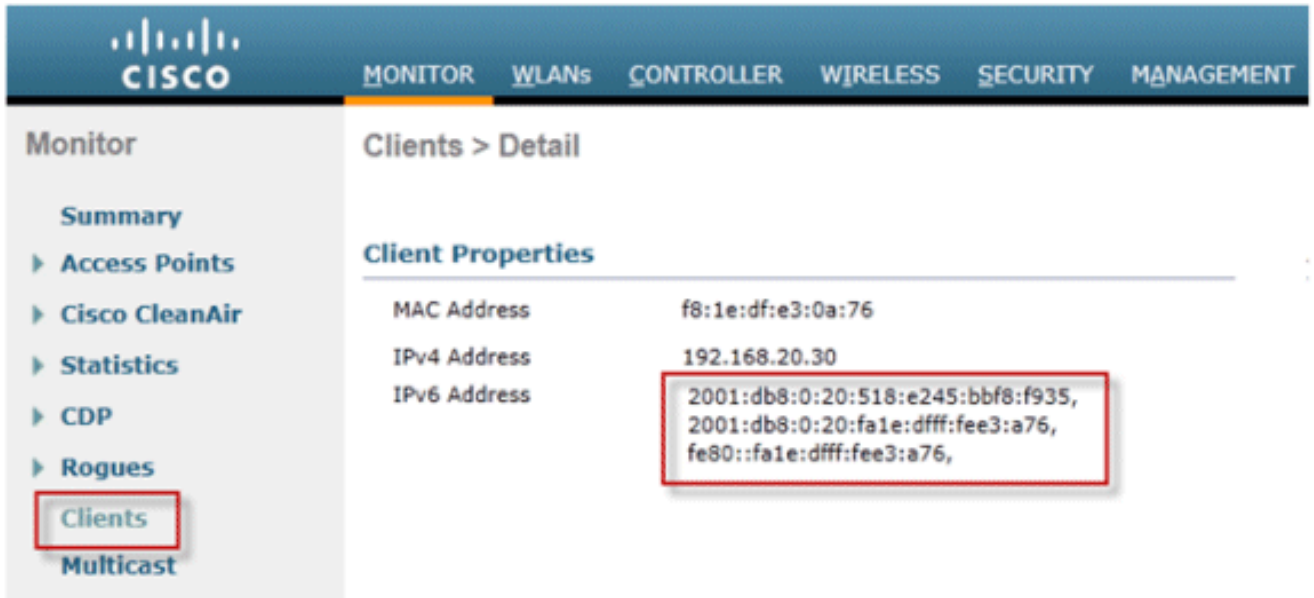 CISCO
MONITOR WLANs CONTROLLER WIRELESS SECURITY MANAGEMENT
Monitor
Summary
Access Points
Cisco CleanAir
Statistics
CDP
Rogues
Clients
Multicast
Clients > Detail
Client Properties
MAC Address f8:1e:df:e3:0a:76
IPv4 Address 192.168.20.30
IPv6 Address 2001:db8:0:20:518:e245:bbf8:f935,
2001:db8:0:20:fa1e:dfff:fee3:a76,
fe80::fa1e:dfff:fee3:a76,